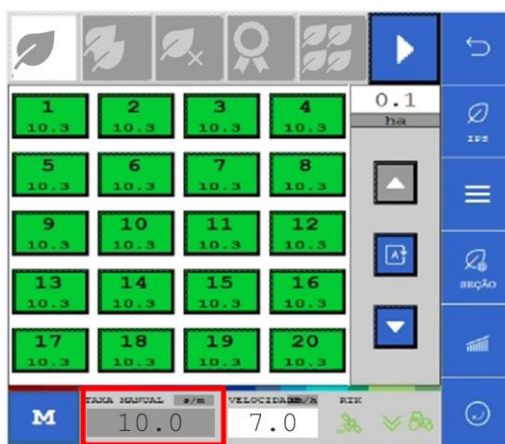 0.1
ha
1 2 3 4
10.3 10.3 10.3 10.3
5 6 7 8
10.3 10.3 10.3 10.3
9 10 11 12
10.3 10.3 10.3 10.3
13 14 15 16
10.3 10.3 10.3 10.3
17 18 19 20
10.3 10.3 10.3 10.3
A
IPS
SEÇÃO
M
TAXA MANUAL s/m
10.0
VELOCIDADE km/h
7.0
RTK